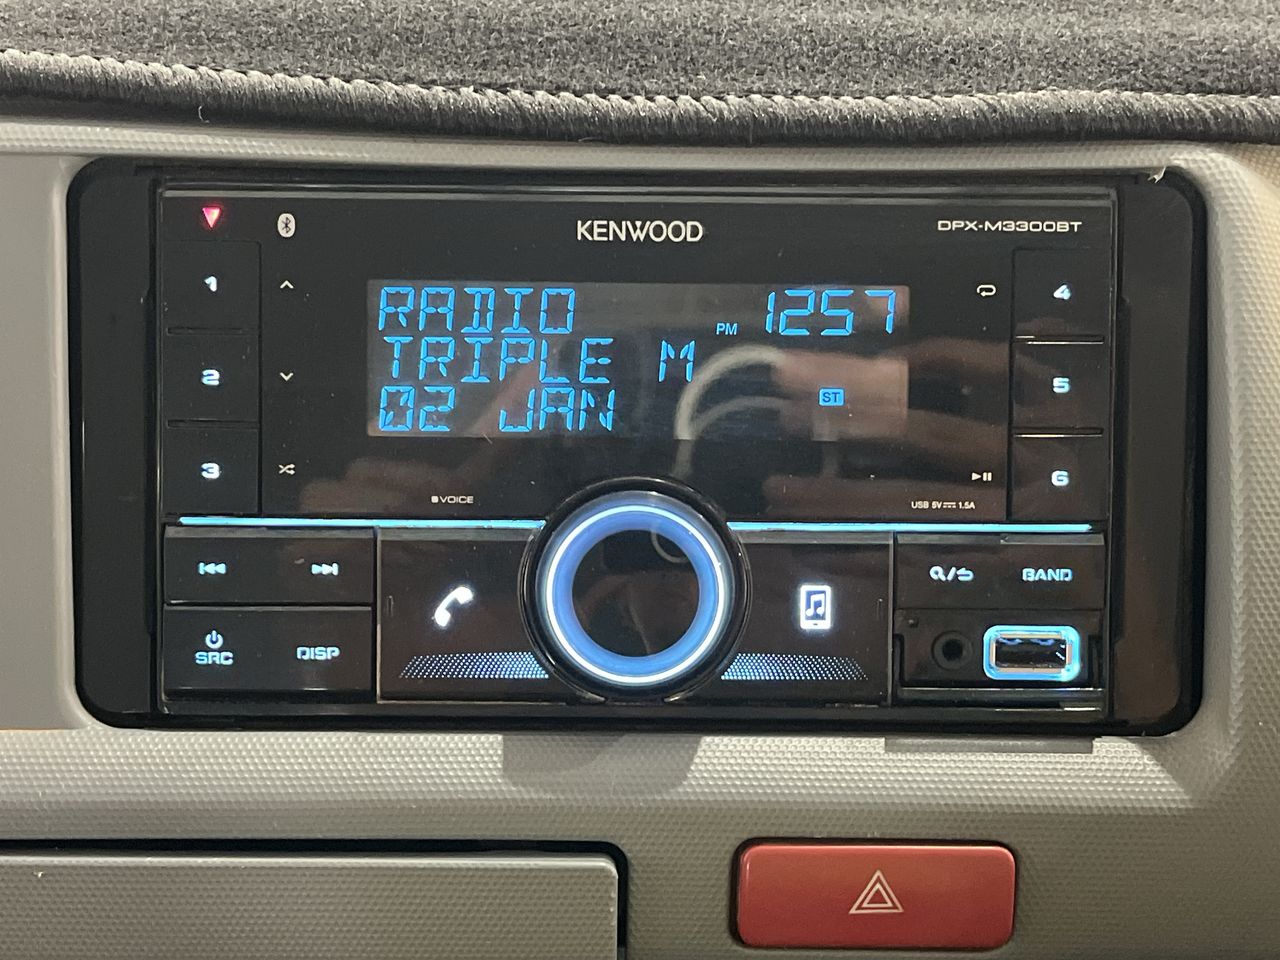 KENWOOD
DPX-M3300BT
RADIO PM 1257
TRIPLE M
02 JAN ST
1
2
3
4
5
6
VOICE
USB 5V 1.5A
SRC
DISP
BAND